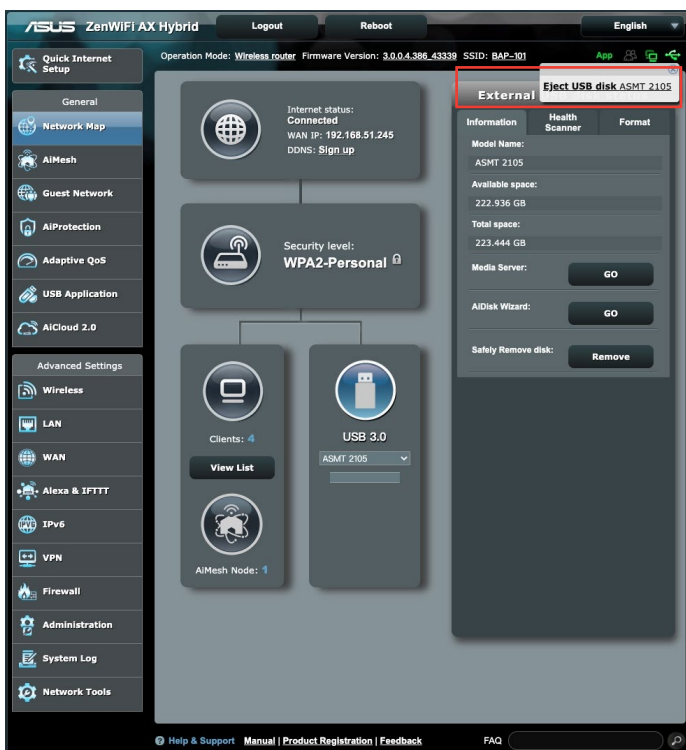 ASUS ZenWiFi AX Hybrid
Logout
Reboot
English
Quick Internet
Setup
Operation Mode: Wireless router Firmware Version: 3.0.0.4.386_43339 SSID: BAP-101
App
Eject USB disk ASMT 2105
External
General
Network Map
AiMesh
Guest Network
AiProtection
Adaptive QoS
USB Application
AiCloud 2.0
Advanced Settings
Wireless
LAN
WAN
Alexa & IFTTT
IPv6
VPN
Firewall
Administration
System Log
Network Tools
Internet status:
Connected
WAN IP: 192.168.51.245
DDNS: Sign up
Security level:
WPA2-Personal
Clients: 4
View List
AiMesh Node: 1
USB 3.0
ASMT 2105
Information
Health
Scanner
Format
Model Name:
ASMT 2105
Available space:
222.936 GB
Total space:
223.444 GB
Media Server:
GO
AiDisk Wizard:
GO
Safely Remove disk:
Remove
Help & Support Manual | Product Registration | Feedback
FAQ